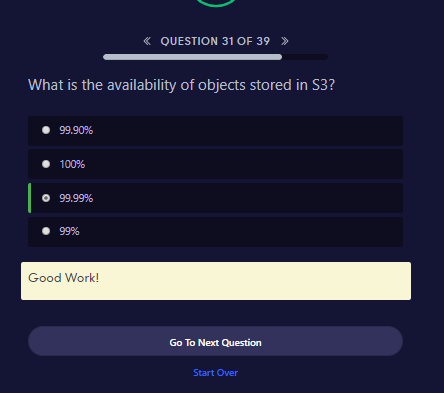 « QUESTION 31 OF 39 »
What is the availability of objects stored in S3?
99.90%
100%
99.99%
99%
Good Work!
Go To Next Question
Start Over